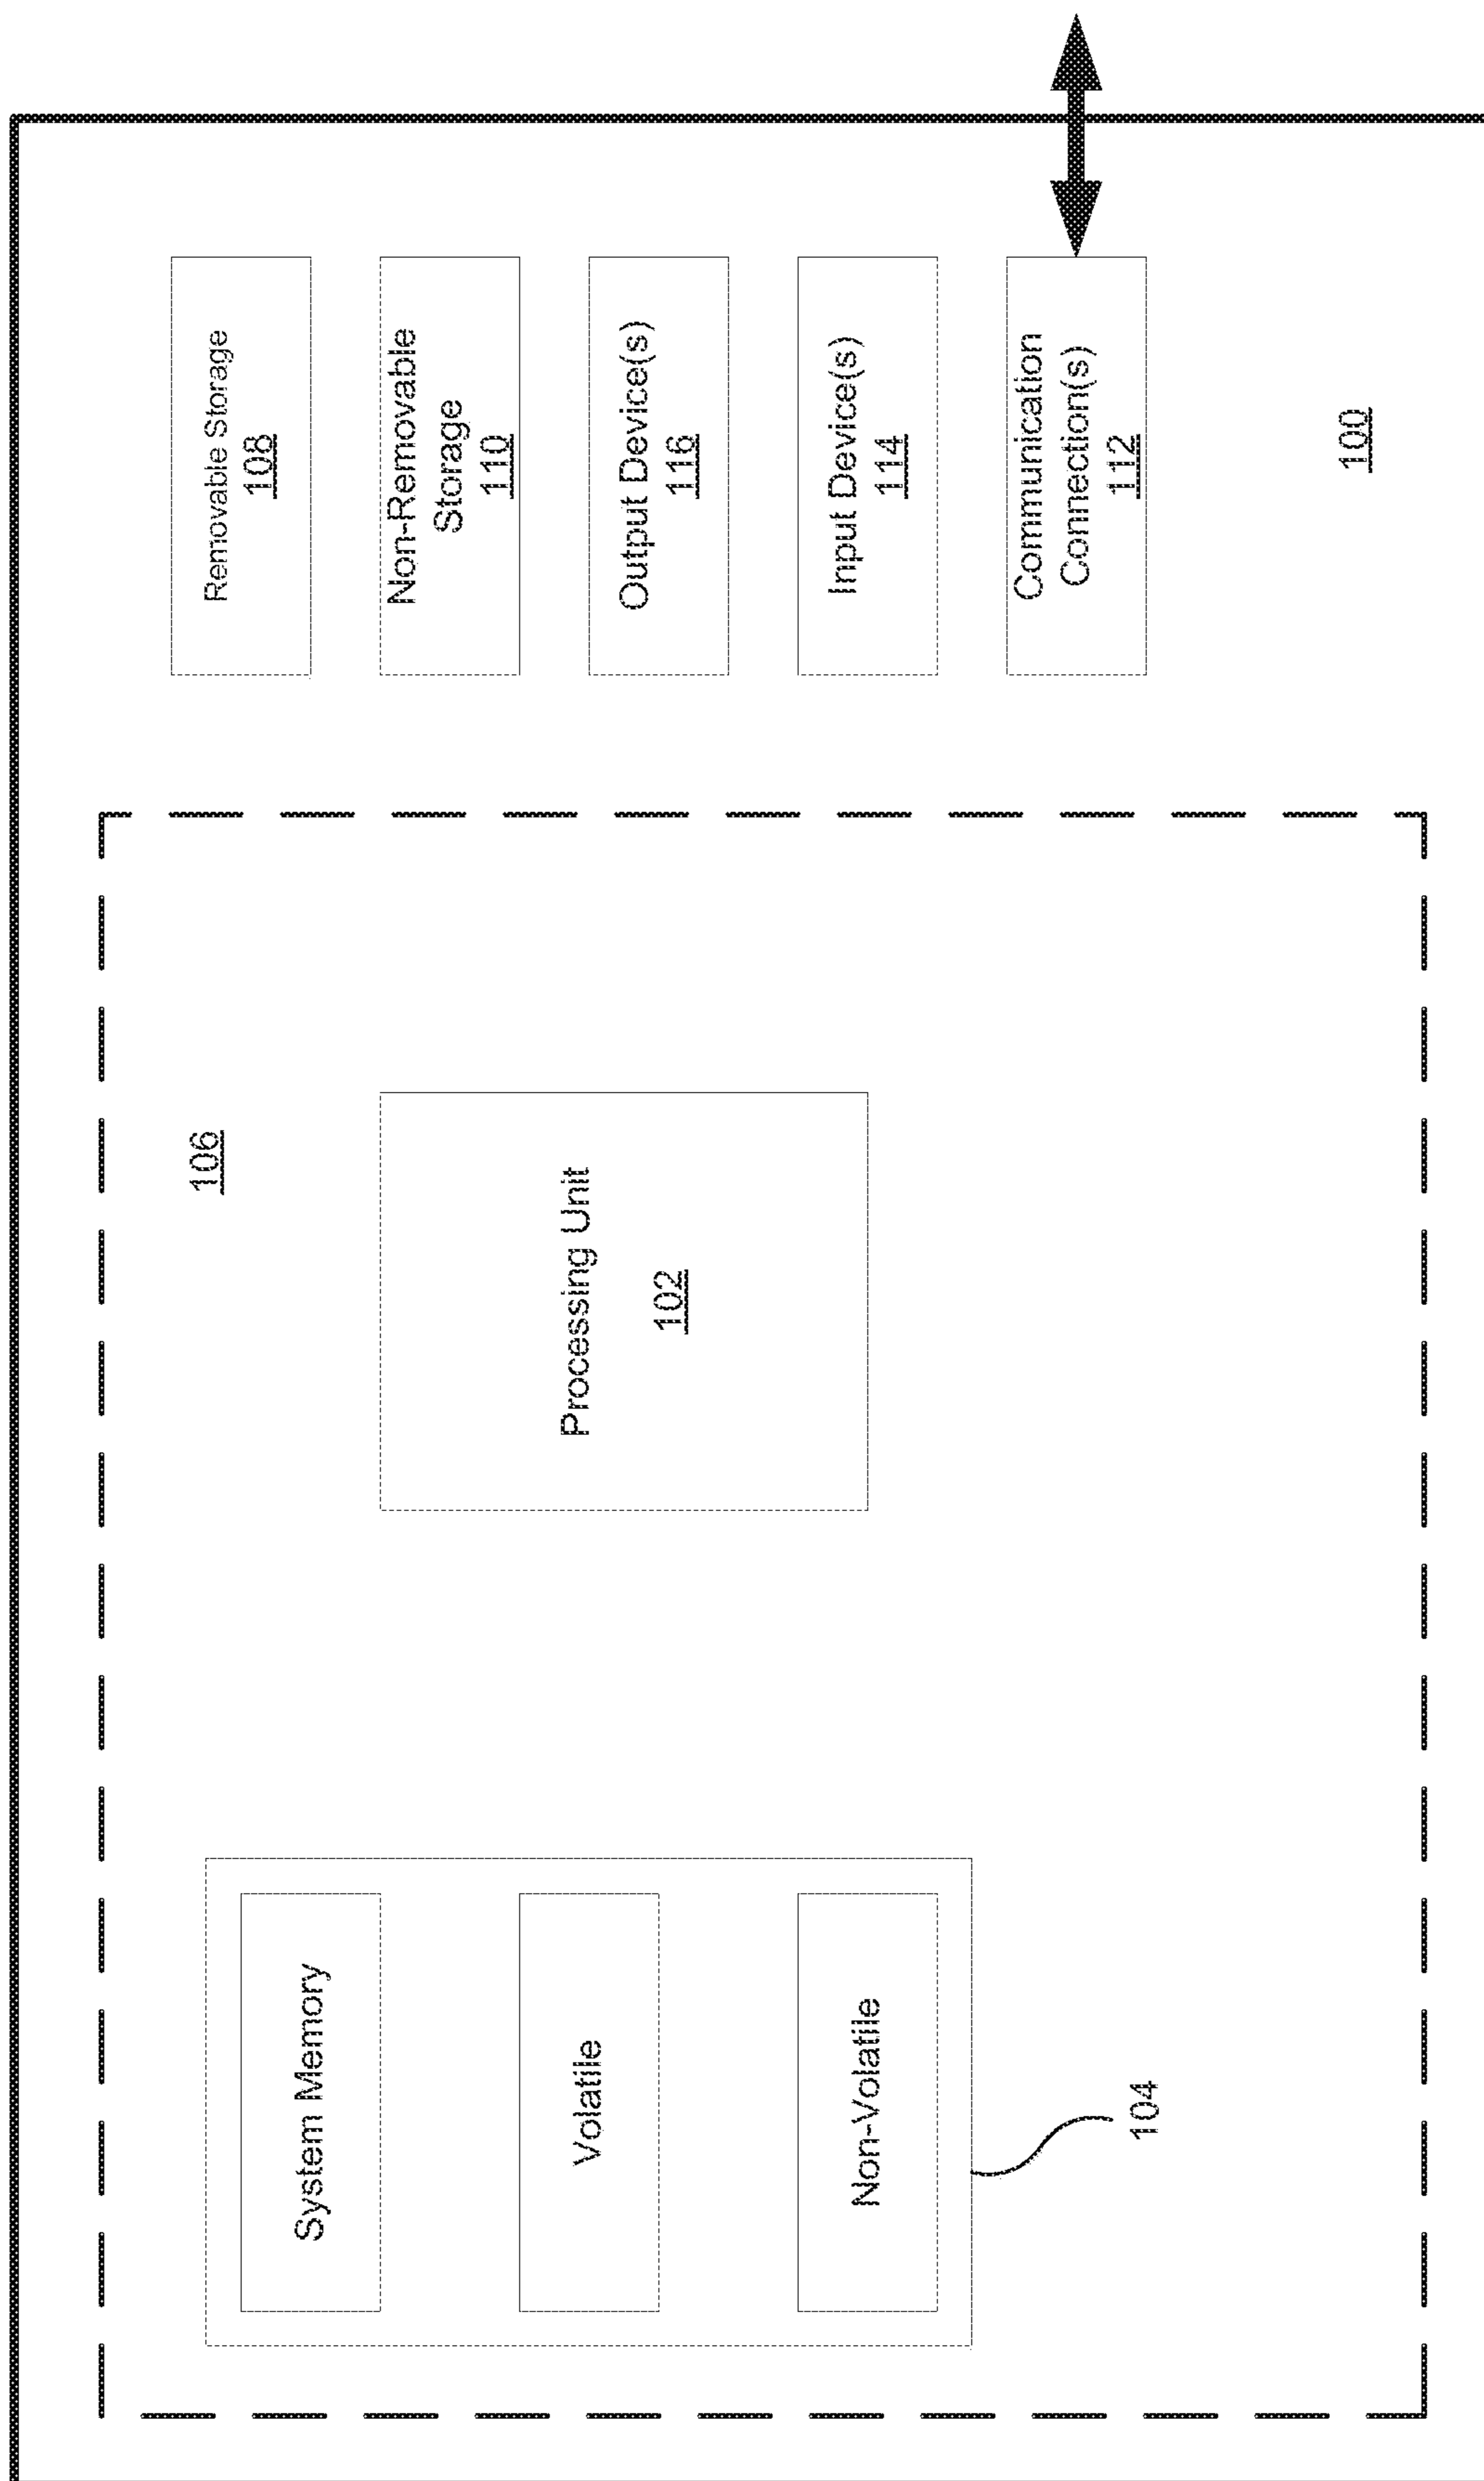 System Memory
Volatile
Non-Volatile
104
106
Processing Unit
102
Removable Storage
108
Non-Removable
Storage
110
Output Device(s)
116
Input Device(s)
114
Communication
Connection(s)
112
100